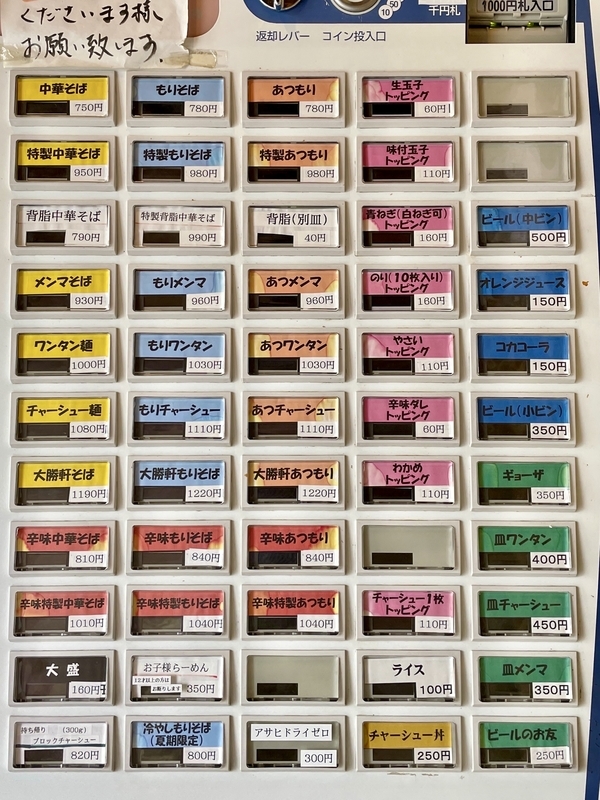 くださいます様、
お願い致します.
返却レバー
コイン投入口
10
50
千円札
1000円札入口
中華そば
750円
もりそば
780円
あつもり
780円
生玉子
トッピング
60円
特製中華そば
950円
特製もりそば
980円
特製あつもり
980円
味付玉子
トッピング
110円
背脂中華そば
790円
特製背脂中華そば
990円
背脂(別皿)
40円
青ねぎ(白ねぎ可)
トッピング
160円
ビール(中ビン)
500円
メンマそば
930円
もりメンマ
960円
あつメンマ
960円
のり(10枚入り)
トッピング
160円
オレンジジュース
150円
ワンタン麺
1000円
もりワンタン
1030円
あつワンタン
1030円
やさい
トッピング
110円
コカコーラ
150円
チャーシュー麺
1080円
もりチャーシュー
1110円
あつチャーシュー
1110円
辛味ダレ
トッピング
60円
ビール(小ビン)
350円
大勝軒そば
1190円
大勝軒もりそば
1220円
大勝軒あつもり
1220円
わかめ
トッピング
110円
ギョーザ
350円
辛味中華そば
810円
辛味もりそば
840円
辛味あつもり
840円
皿ワンタン
400円
辛味特製中華そば
1010円
辛味特製もりそば
1040円
辛味特製あつもり
1040円
チャーシュー1枚
トッピング
110円
皿チャーシュー
450円
大盛
160円
お子様らーめん
12才以上の方は
お断りします
350円
ライス
100円
皿メンマ
350円
持ち帰り (300g)
ブロックチャーシュー
820円
冷やしもりそば
(夏期限定)
800円
アサヒドライゼロ
300円
チャーシュー丼
250円
ビールのお友
250円